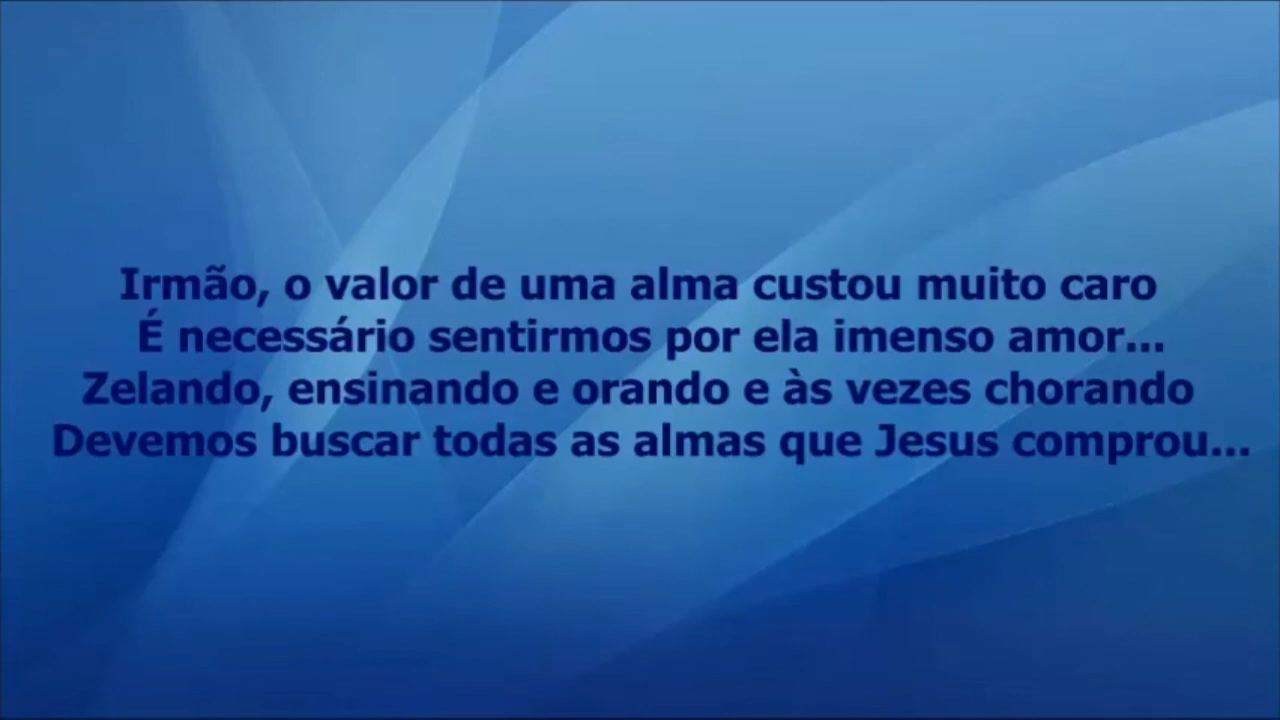 Irmão, o valor de uma alma custou muito caro
É necessário sentirmos por ela imenso amor...
Zelando, ensinando e orando e às vezes chorando
Devemos buscar todas as almas que Jesus comprou...